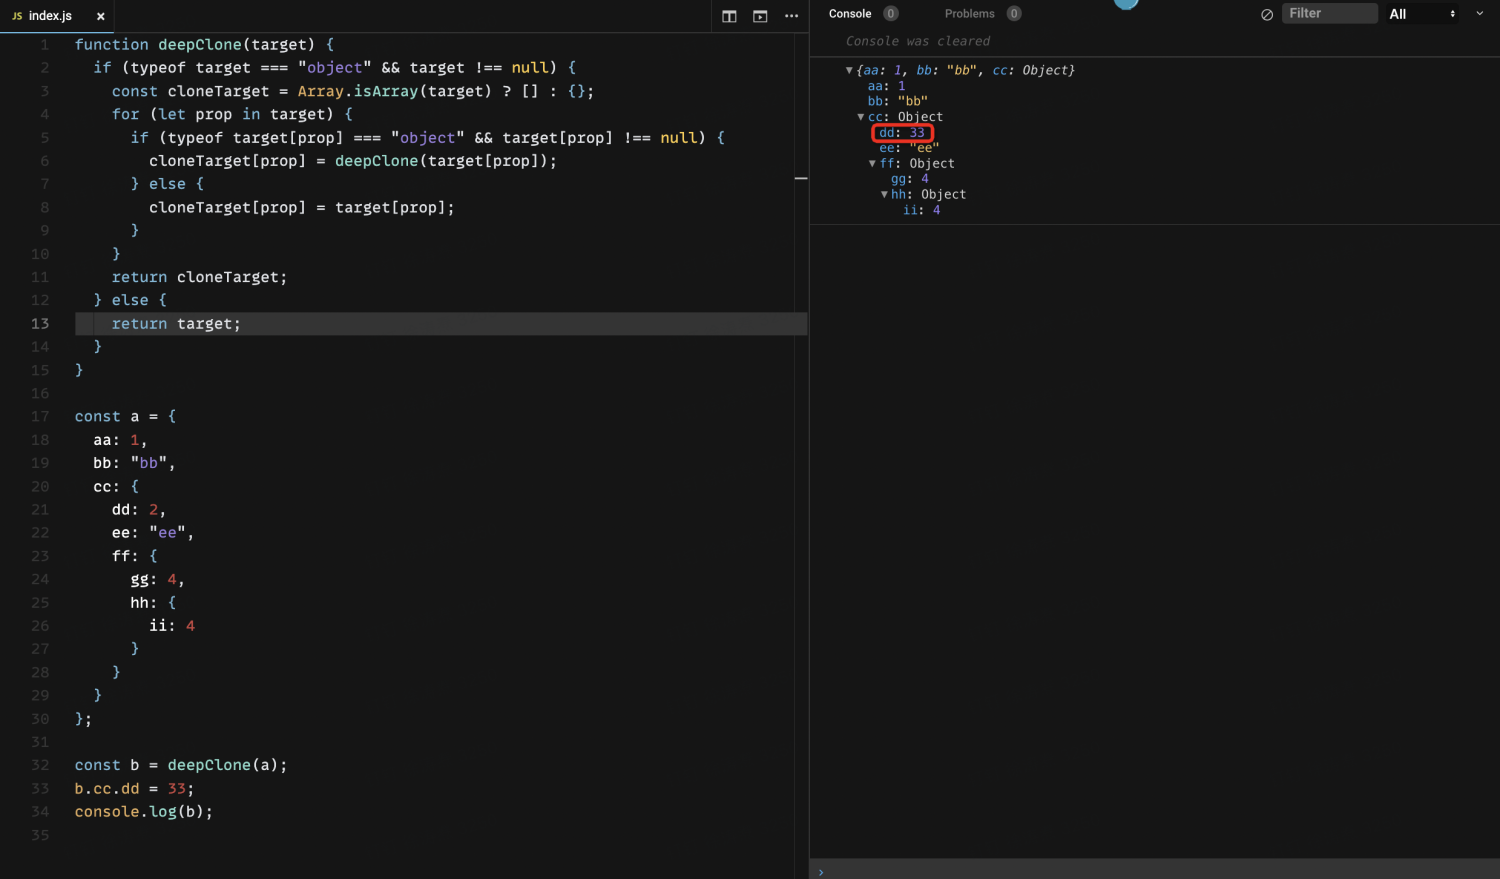 JS index.js ×
1 function deepClone(target) {
2 if (typeof target === "object" && target !== null) {
3 const cloneTarget = Array.isArray(target) ? [] : {};
4 for (let prop in target) {
5 if (typeof target[prop] === "object" && target[prop] !== null) {
6 cloneTarget[prop] = deepClone(target[prop]);
7 } else {
8 cloneTarget[prop] = target[prop];
9 }
10 }
11 return cloneTarget;
12 } else {
13 return target;
14 }
15 }
16
17 const a = {
18 aa: 1,
19 bb: "bb",
20 cc: {
21 dd: 2,
22 ee: "ee",
23 ff: {
24 gg: 4,
25 hh: {
26 ii: 4
27 }
28 }
29 }
30 };
31
32 const b = deepClone(a);
33 b.cc.dd = 33;
34 console.log(b);
35
Console 0 Problems 0 Filter All
Console was cleared
▼{aa: 1, bb: "bb", cc: Object}
aa: 1
bb: "bb"
▼cc: Object
dd: 33
ee: "ee"
▼ff: Object
gg: 4
▼hh: Object
ii: 4
›